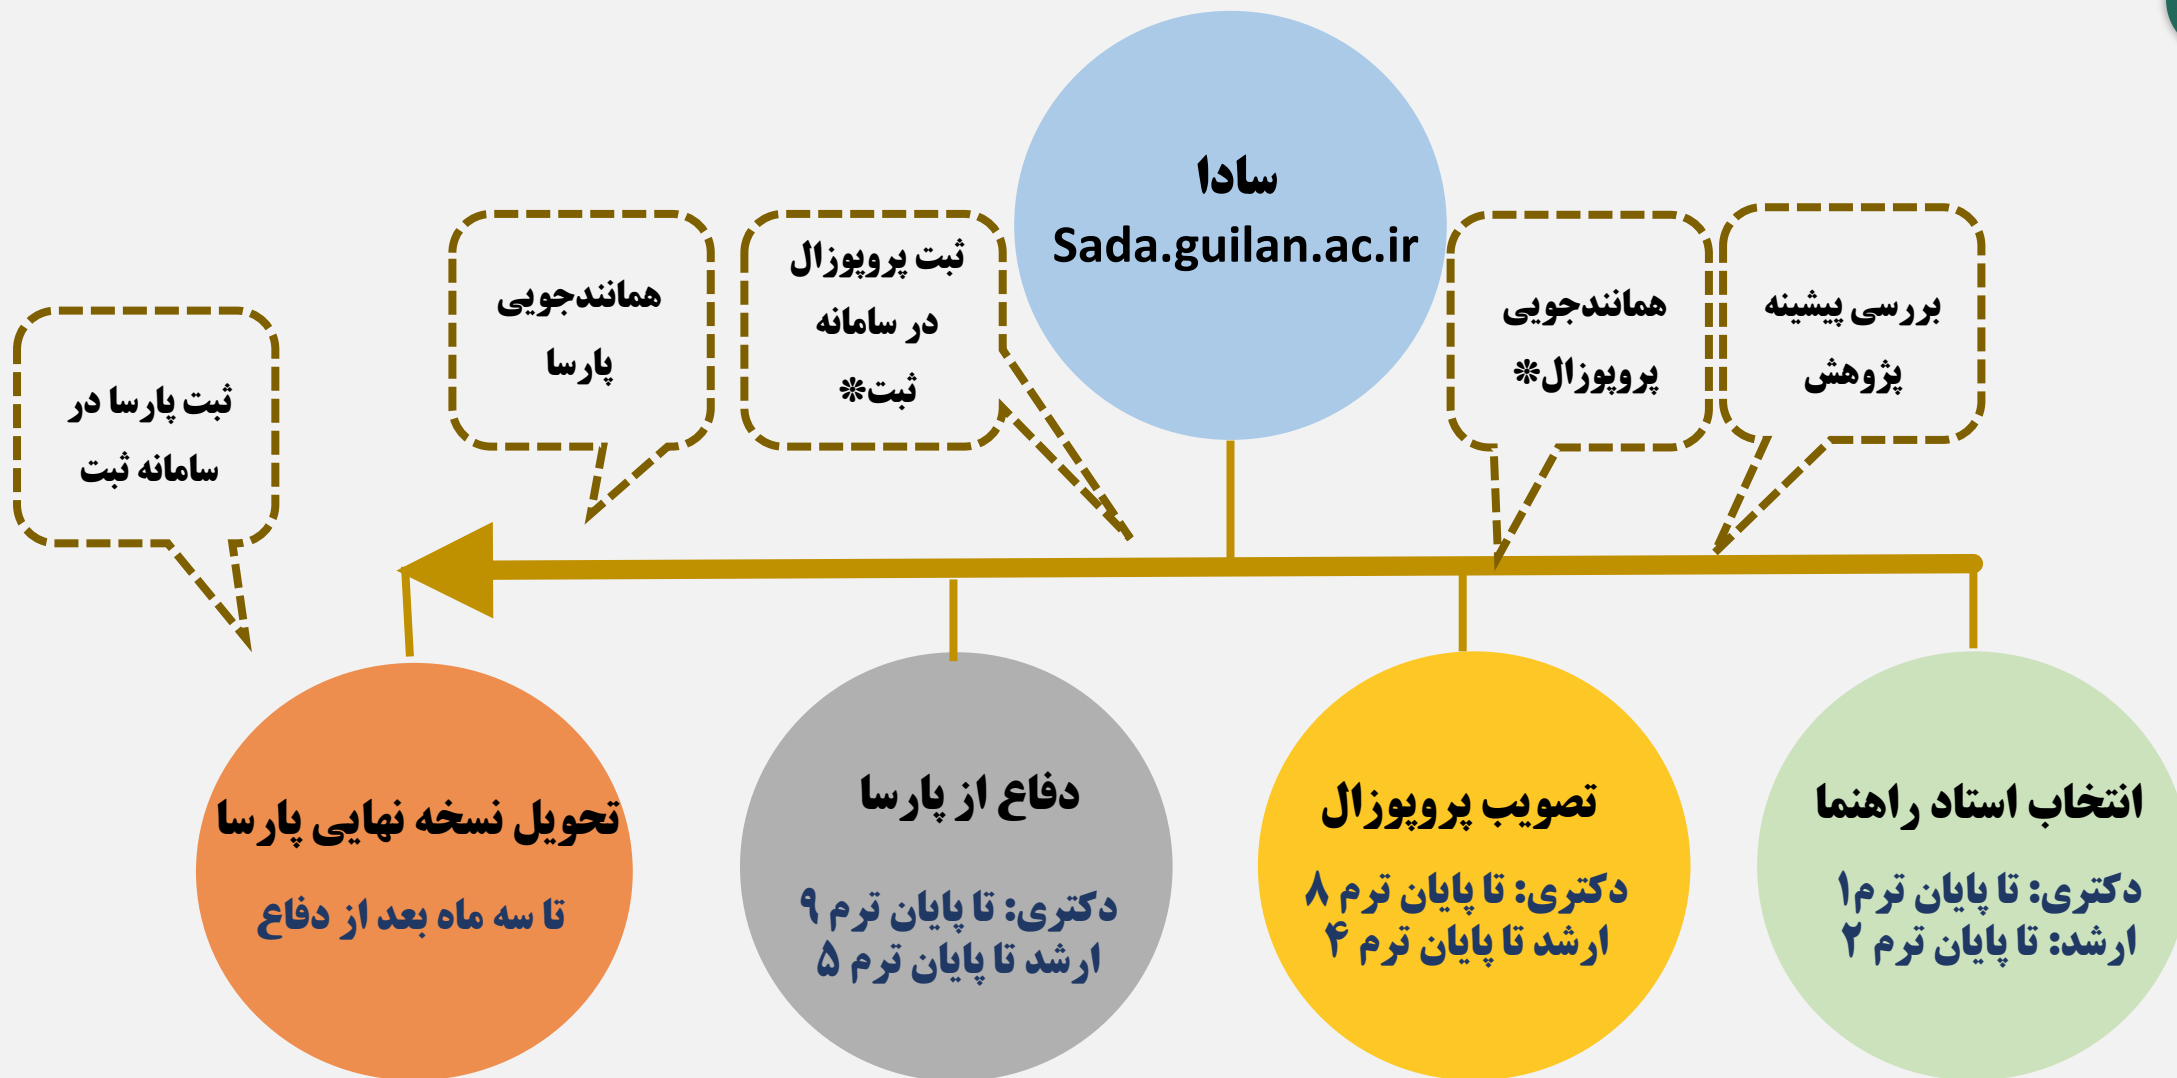 سادا
Sada.guilan.ac.ir
بررسی پیشینه
پژوهش
همانندجویی
پروپوزال*
ثبت پروپوزال
در سامانه
ثبت*
همانندجویی
پارسا
ثبت پارسا در
سامانه ثبت
انتخاب استاد راهنما
دکتری: تا پایان ترم۱
ارشد: تا پایان ترم ۲
تصویب پروپوزال
دکتری: تا پایان ترم ۸
ارشد تا پایان ترم ۴
دفاع از پارسا
دکتری: تا پایان ترم ۹
ارشد تا پایان ترم ۵
تحویل نسخه نهایی پارسا
تا سه ماه بعد از دفاع